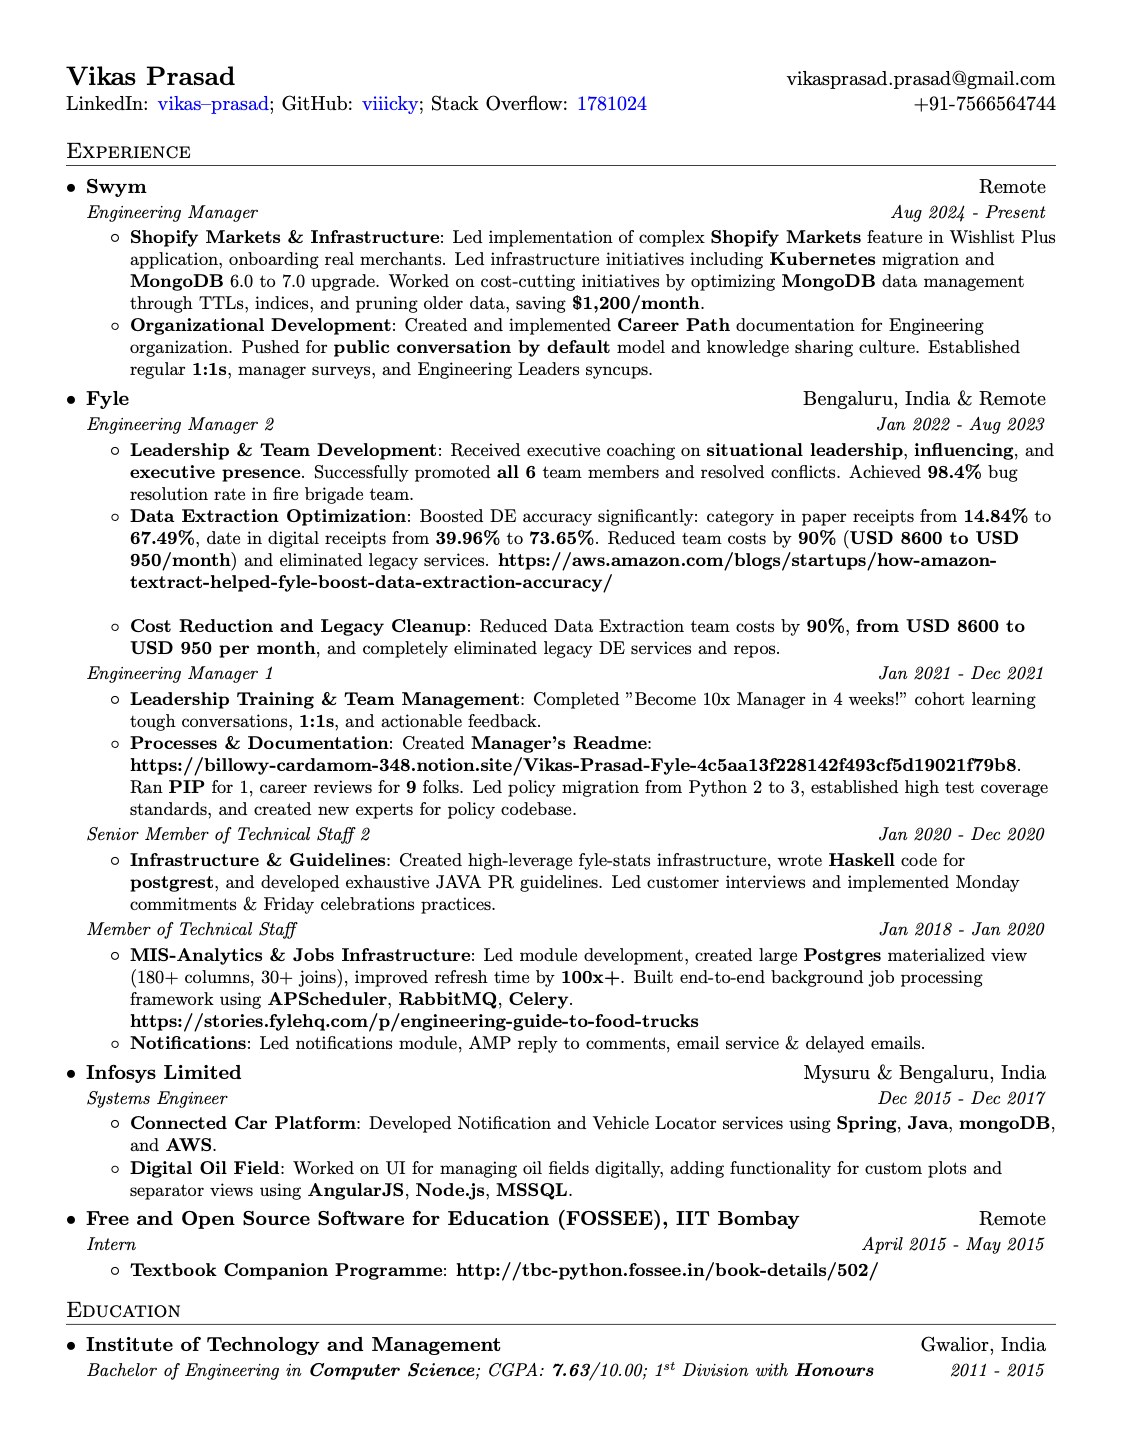 Vikas Prasad
vikasprasad.prasad@gmail.com
LinkedIn: vikas–prasad; GitHub: viiicky; Stack Overflow: 1781024
+91-7566564744
Experience
• Swym Remote
Engineering Manager Aug 2024 - Present
◦ Shopify Markets & Infrastructure: Led implementation of complex Shopify Markets feature in Wishlist Plus
application, onboarding real merchants. Led infrastructure initiatives including Kubernetes migration and
MongoDB 6.0 to 7.0 upgrade. Worked on cost-cutting initiatives by optimizing MongoDB data management
through TTLs, indices, and pruning older data, saving $1,200/month.
◦ Organizational Development: Created and implemented Career Path documentation for Engineering
organization. Pushed for public conversation by default model and knowledge sharing culture. Established
regular 1:1s, manager surveys, and Engineering Leaders syncups.
• Fyle Bengaluru, India & Remote
Engineering Manager 2 Jan 2022 - Aug 2023
◦ Leadership & Team Development: Received executive coaching on situational leadership, influencing, and
executive presence. Successfully promoted all 6 team members and resolved conflicts. Achieved 98.4% bug
resolution rate in fire brigade team.
◦ Data Extraction Optimization: Boosted DE accuracy significantly: category in paper receipts from 14.84% to
67.49%, date in digital receipts from 39.96% to 73.65%. Reduced team costs by 90% (USD 8600 to USD
950/month) and eliminated legacy services. https://aws.amazon.com/blogs/startups/how-amazon-
textract-helped-fyle-boost-data-extraction-accuracy/
◦ Cost Reduction and Legacy Cleanup: Reduced Data Extraction team costs by 90%, from USD 8600 to
USD 950 per month, and completely eliminated legacy DE services and repos.
Engineering Manager 1 Jan 2021 - Dec 2021
◦ Leadership Training & Team Management: Completed ”Become 10x Manager in 4 weeks!” cohort learning
tough conversations, 1:1s, and actionable feedback.
◦ Processes & Documentation: Created Manager's Readme:
https://billowy-cardamom-348.notion.site/Vikas-Prasad-Fyle-4c5aa13f228142f493cf5d19021f79b8.
Ran PIP for 1, career reviews for 9 folks. Led policy migration from Python 2 to 3, established high test coverage
standards, and created new experts for policy codebase.
Senior Member of Technical Staff 2 Jan 2020 - Dec 2020
◦ Infrastructure & Guidelines: Created high-leverage fyle-stats infrastructure, wrote Haskell code for
postgrest, and developed exhaustive JAVA PR guidelines. Led customer interviews and implemented Monday
commitments & Friday celebrations practices.
Member of Technical Staff Jan 2018 - Jan 2020
◦ MIS-Analytics & Jobs Infrastructure: Led module development, created large Postgres materialized view
(180+ columns, 30+ joins), improved refresh time by 100x+. Built end-to-end background job processing
framework using APScheduler, RabbitMQ, Celery.
https://stories.fylehq.com/p/engineering-guide-to-food-trucks
◦ Notifications: Led notifications module, AMP reply to comments, email service & delayed emails.
• Infosys Limited Mysuru & Bengaluru, India
Systems Engineer Dec 2015 - Dec 2017
◦ Connected Car Platform: Developed Notification and Vehicle Locator services using Spring, Java, mongoDB,
and AWS.
◦ Digital Oil Field: Worked on UI for managing oil fields digitally, adding functionality for custom plots and
separator views using AngularJS, Node.js, MSSQL.
• Free and Open Source Software for Education (FOSSEE), IIT Bombay Remote
Intern April 2015 - May 2015
◦ Textbook Companion Programme: http://tbc-python.fossee.in/book-details/502/
Education
• Institute of Technology and Management Gwalior, India
Bachelor of Engineering in Computer Science; CGPA: 7.63/10.00; 1st Division with Honours 2011 - 2015